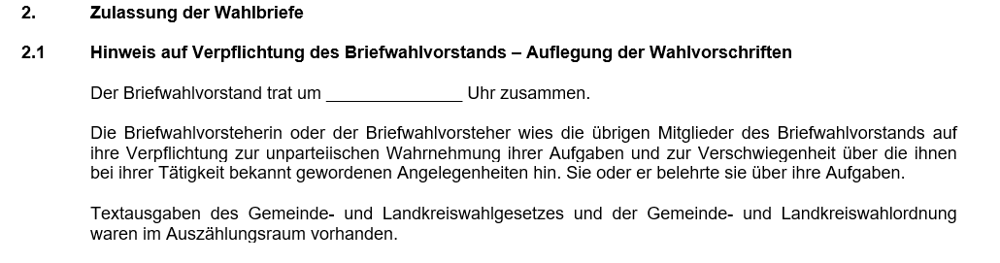 2. Zulassung der Wahlbriefe
2.1 Hinweis auf Verpflichtung des Briefwahlvorstands – Auflegung der Wahlvorschriften
Der Briefwahlvorstand trat um ______________ Uhr zusammen.
Die Briefwahlvorsteherin oder der Briefwahlvorsteher wies die übrigen Mitglieder des Briefwahlvorstands auf
ihre Verpflichtung zur unparteiischen Wahrnehmung ihrer Aufgaben und zur Verschwiegenheit über die ihnen
bei ihrer Tätigkeit bekannt gewordenen Angelegenheiten hin. Sie oder er belehrte sie über ihre Aufgaben.
Textausgaben des Gemeinde- und Landkreiswahlgesetzes und der Gemeinde- und Landkreiswahlordnung
waren im Auszählungsraum vorhanden.